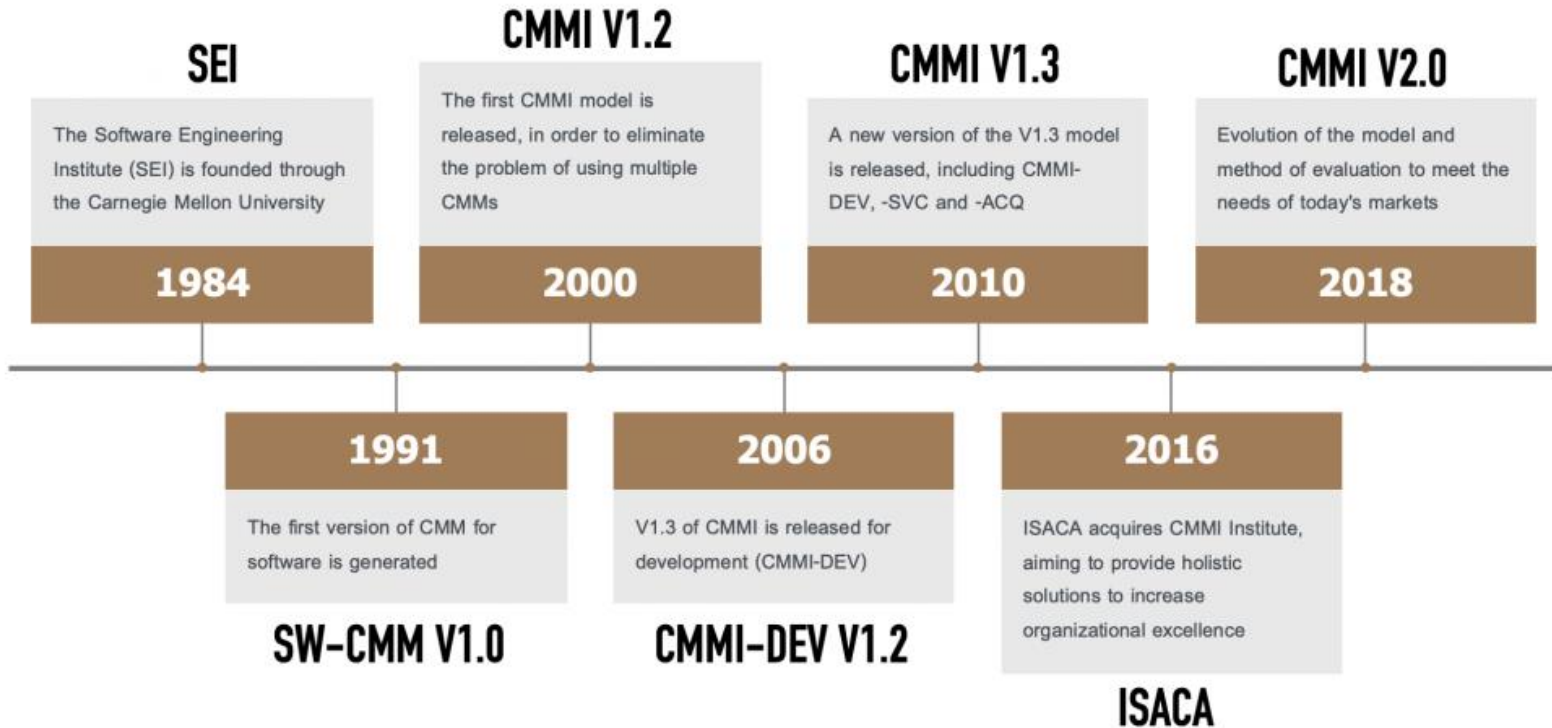 SEI
The Software Engineering
Institute (SEI) is founded through
the Carnegie Mellon University
1984
CMMI V1.2
The first CMMI model is
released, in order to eliminate
the problem of using multiple
CMMs
2000
CMMI V1.3
A new version of the V1.3 model
is released, including CMMI-
DEV, -SVC and -ACQ
2010
CMMI V2.0
Evolution of the model and
method of evaluation to meet the
needs of today's markets
2018
1991
The first version of CMM for
software is generated
SW-CMM V1.0
2006
V1.3 of CMMI is released for
development (CMMI-DEV)
CMMI-DEV V1.2
2016
ISACA acquires CMMI Institute,
aiming to provide holistic
solutions to increase
organizational excellence
ISACA